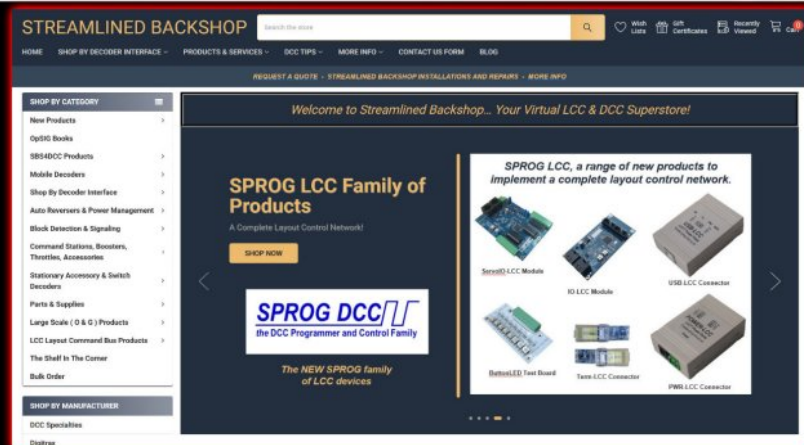 STREAMLINED BACKSHOP
Search the store
Wish Lists
Gift Certificates
Recently Viewed
Cart 0
HOME
SHOP BY DECODER INTERFACE
PRODUCTS & SERVICES
DCC TIPS
MORE INFO
CONTACT US FORM
BLOG
REQUEST A QUOTE - STREAMLINED BACKSHOP INSTALLATIONS AND REPAIRS - MORE INFO
SHOP BY CATEGORY
New Products
OpSIG Books
SBS4DCC Products
Mobile Decoders
Shop By Decoder Interface
Auto Reversers & Power Management
Block Detection & Signaling
Command Stations, Boosters,
Throttles, Accessories
Stationary Accessory & Switch
Decoders
Parts & Supplies
Large Scale ( O & G ) Products
LCC Layout Command Bus Products
The Shelf In The Corner
Bulk Order
SHOP BY MANUFACTURER
DCC Specialties
Digitrax
Welcome to Streamlined Backshop... Your Virtual LCC & DCC Superstore!
SPROG LCC Family of
Products
A Complete Layout Control Network!
SHOP NOW
SPROG DCC
the DCC Programmer and Control Family
The NEW SPROG family
of LCC devices
SPROG LCC, a range of new products to
implement a complete layout control network.
ServoIO-LCC Module
IO-LCC Module
USB-LCC
USB-LCC Connector
ButtonLED Test Board
Term-LCC Connector
POWER-LCC
PWR-LCC Connector